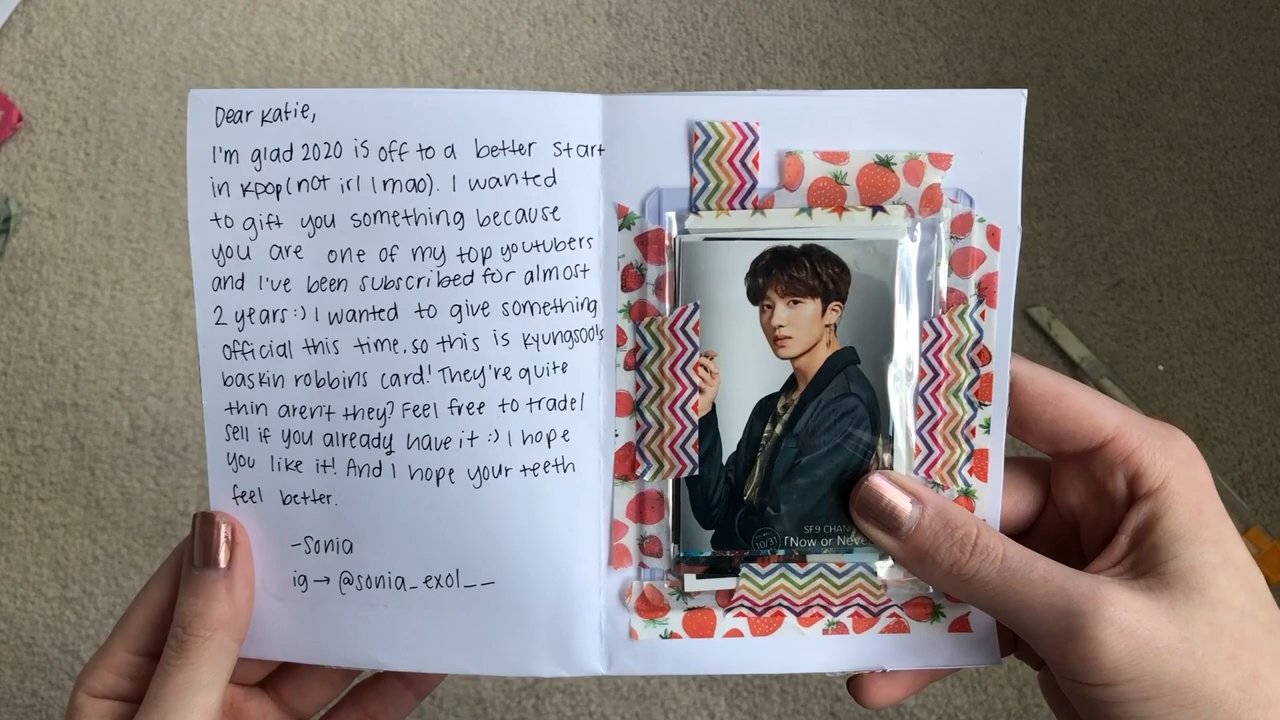 Dear Katie,
I'm glad 2020 is off to a better start
in kpop (not irl lmao). I wanted
to gift you something because
you are one of my top youtubers
and I've been subscribed for almost
2 years :) I wanted to give something
official this time, so this is kyungsoo's
baskin robbins card! They're quite
thin aren't they? Feel free to trade/
sell if you already have it :) I hope
you like it! And I hope your teeth
feel better.
-Sonia
ig → @sonia_exol__
SF9 CHANI
10/31
「Now or Never